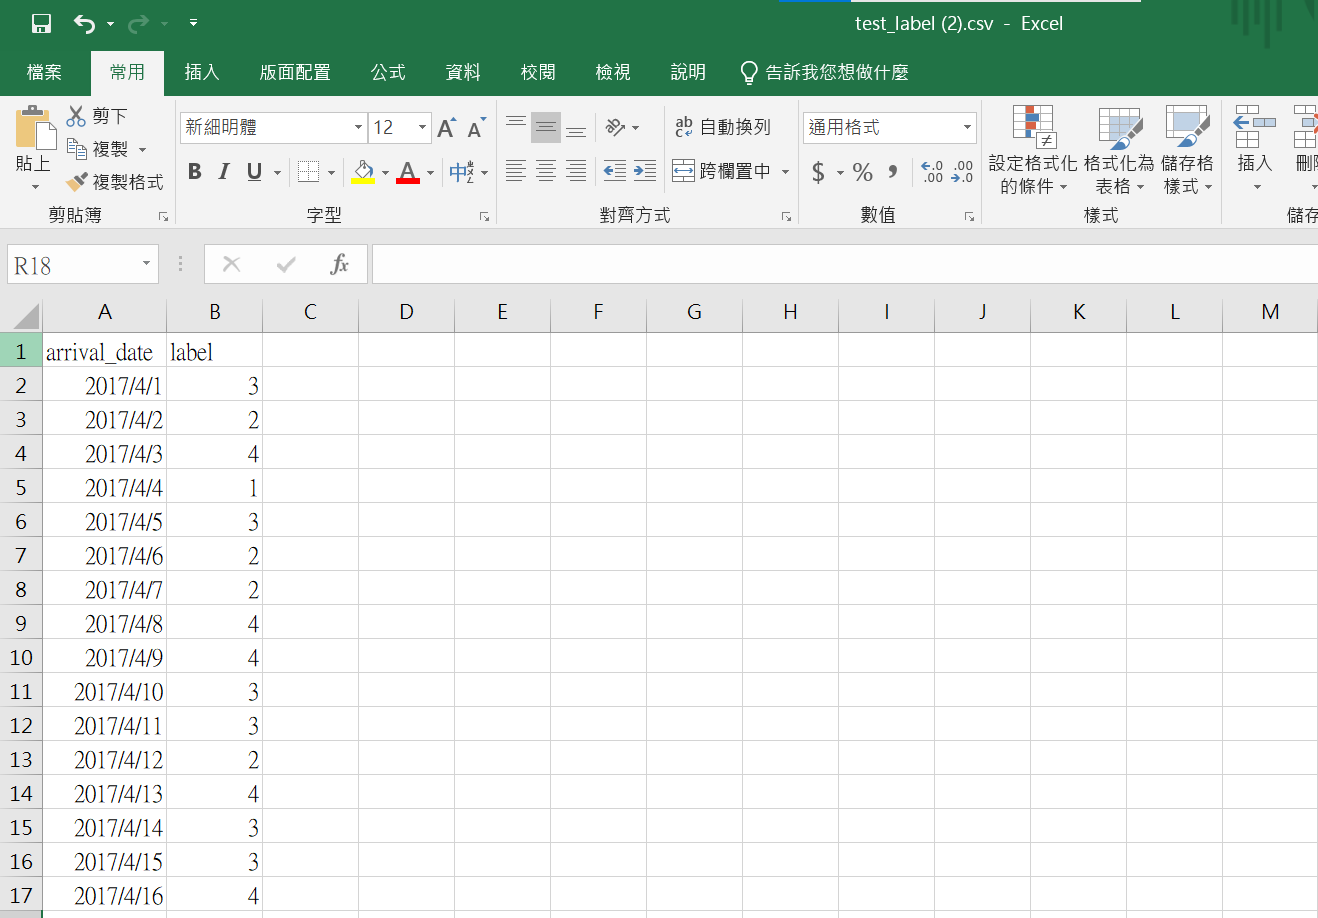 test_label (2).csv - Excel
檔案 常用 插入 版面配置 公式 資料 校閱 檢視 說明 告訴我您想做什麼
貼上
剪下
複製
複製格式
剪貼簿
新細明體 12 A A
B I U A 中
字型
ab 自動換列
跨欄置中
對齊方式
通用格式
$ % , .0 .00 .00 .0
數值
設定格式化
的條件
格式化為
表格
儲存格
樣式
樣式
插入
R18 fx
A B C D E F G H I J K L M
1 arrival_date label
2 2017/4/1 3
3 2017/4/2 2
4 2017/4/3 4
5 2017/4/4 1
6 2017/4/5 3
7 2017/4/6 2
8 2017/4/7 2
9 2017/4/8 4
10 2017/4/9 4
11 2017/4/10 3
12 2017/4/11 3
13 2017/4/12 2
14 2017/4/13 4
15 2017/4/14 3
16 2017/4/15 3
17 2017/4/16 4